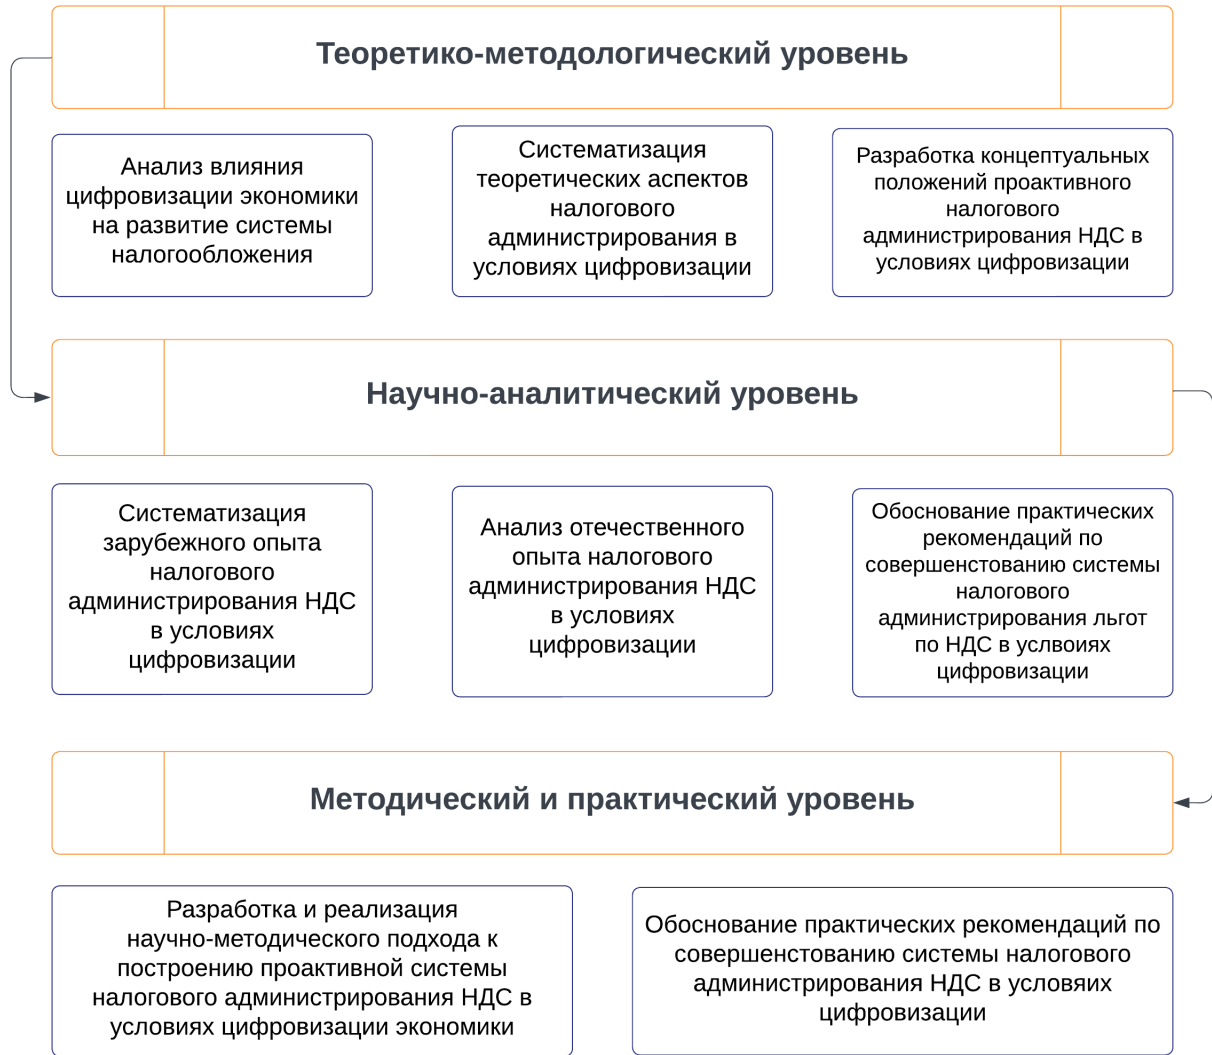 Теоретико-методологический уровень
Анализ влияния
цифровизации экономики
на развитие системы
налогообложения
Систематизация
теоретических аспектов
налогового
администрирования в
условиях цифровизации
Разработка концептуальных
положений проактивного
налогового
администрирования НДС в
условиях цифровизации
Научно-аналитический уровень
Систематизация
зарубежного опыта
налогового
администрирования НДС
в условиях
цифровизации
Анализ отечественного
опыта налогового
администрирования НДС
в условиях
цифровизации
Обоснование практических
рекомендаций по
совершенстованию системы
налогового
администрирования льгот
по НДС в услвоиях
цифровизации
Методический и практический уровень
Разработка и реализация
научно-методического подхода к
построению проактивной системы
налогового администрирования НДС в
условиях цифровизации экономики
Обоснование практических рекомендаций по
совершенстованию системы налогового
администрирования НДС в условяих
цифровизации